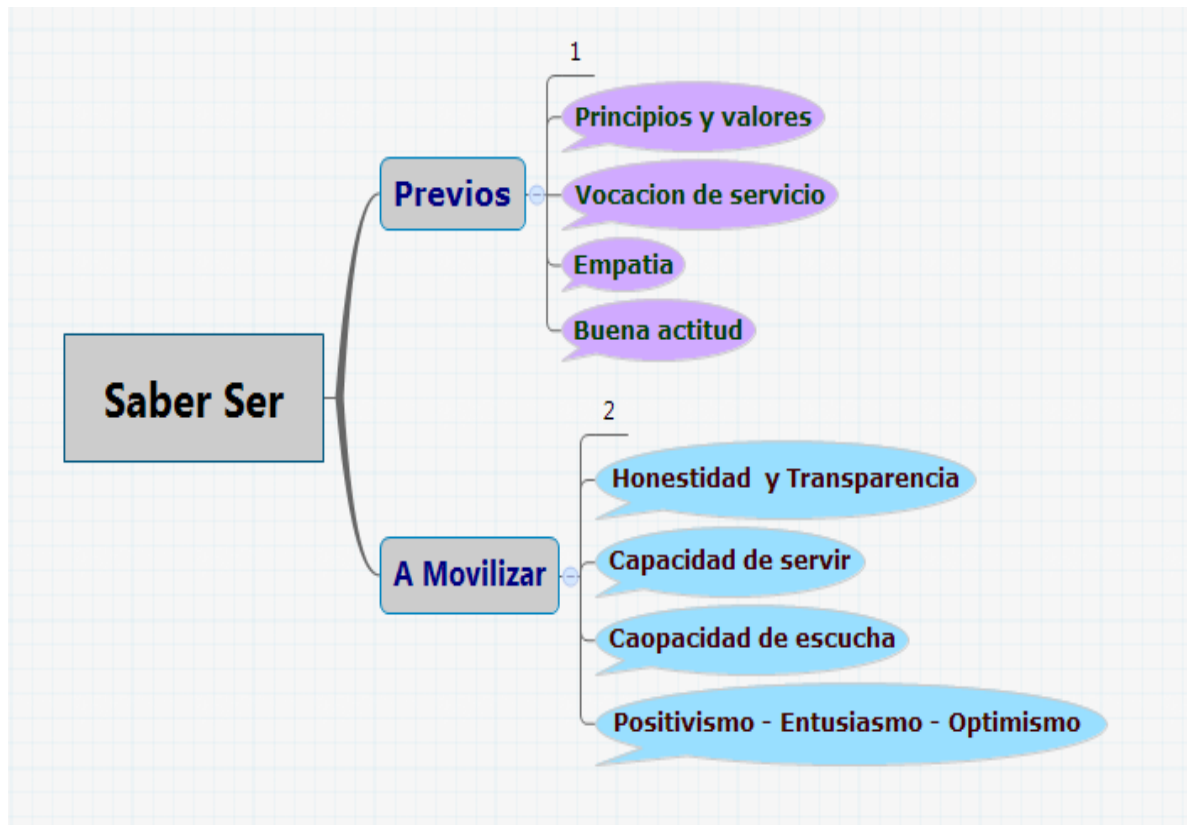 Saber Ser
Previos
1
Principios y valores
Vocacion de servicio
Empatia
Buena actitud
A Movilizar
2
Honestidad y Transparencia
Capacidad de servir
Caopacidad de escucha
Positivismo - Entusiasmo - Optimismo